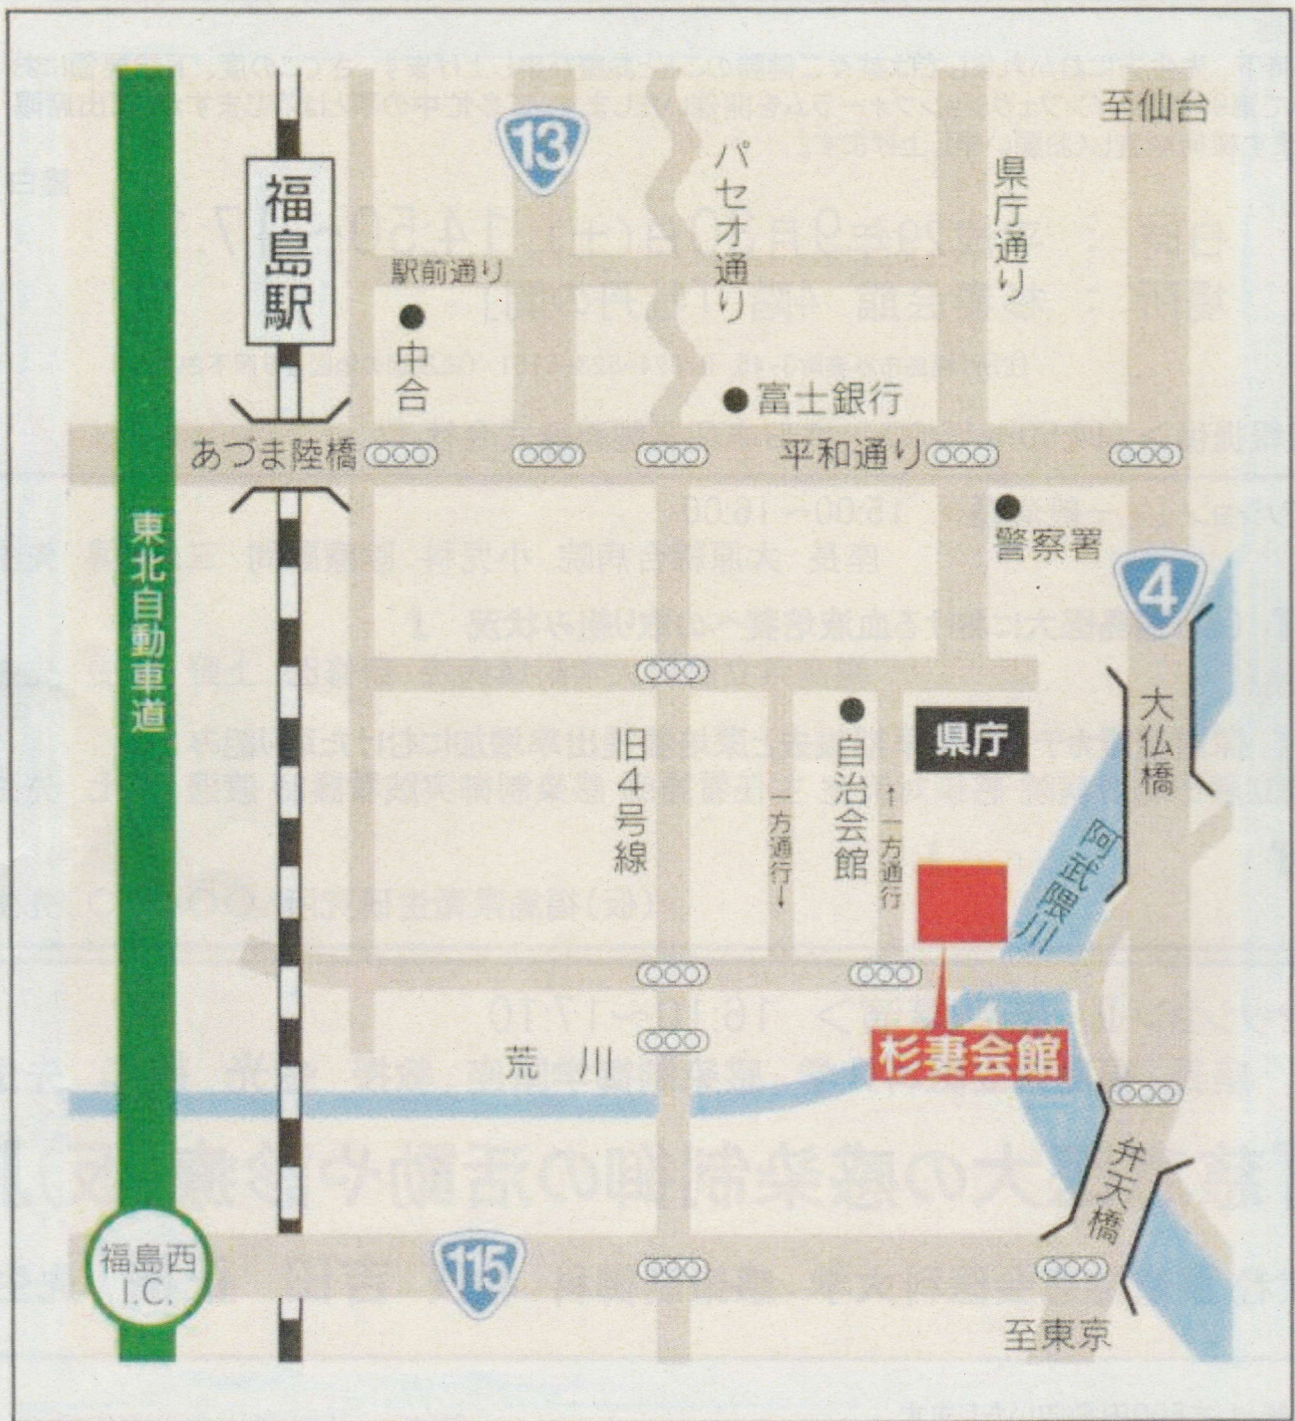 至仙台
13
パセオ通り
県庁通り
福島駅
駅前通り
中合
富士銀行
あづま陸橋
平和通り
警察署
東北自動車道
4
大仏橋
県庁
自治会館
旧4号線
一方通行→
←一方通行
阿武隈川
杉妻会館
荒川
弁天橋
福島西
I.C.
115
至東京